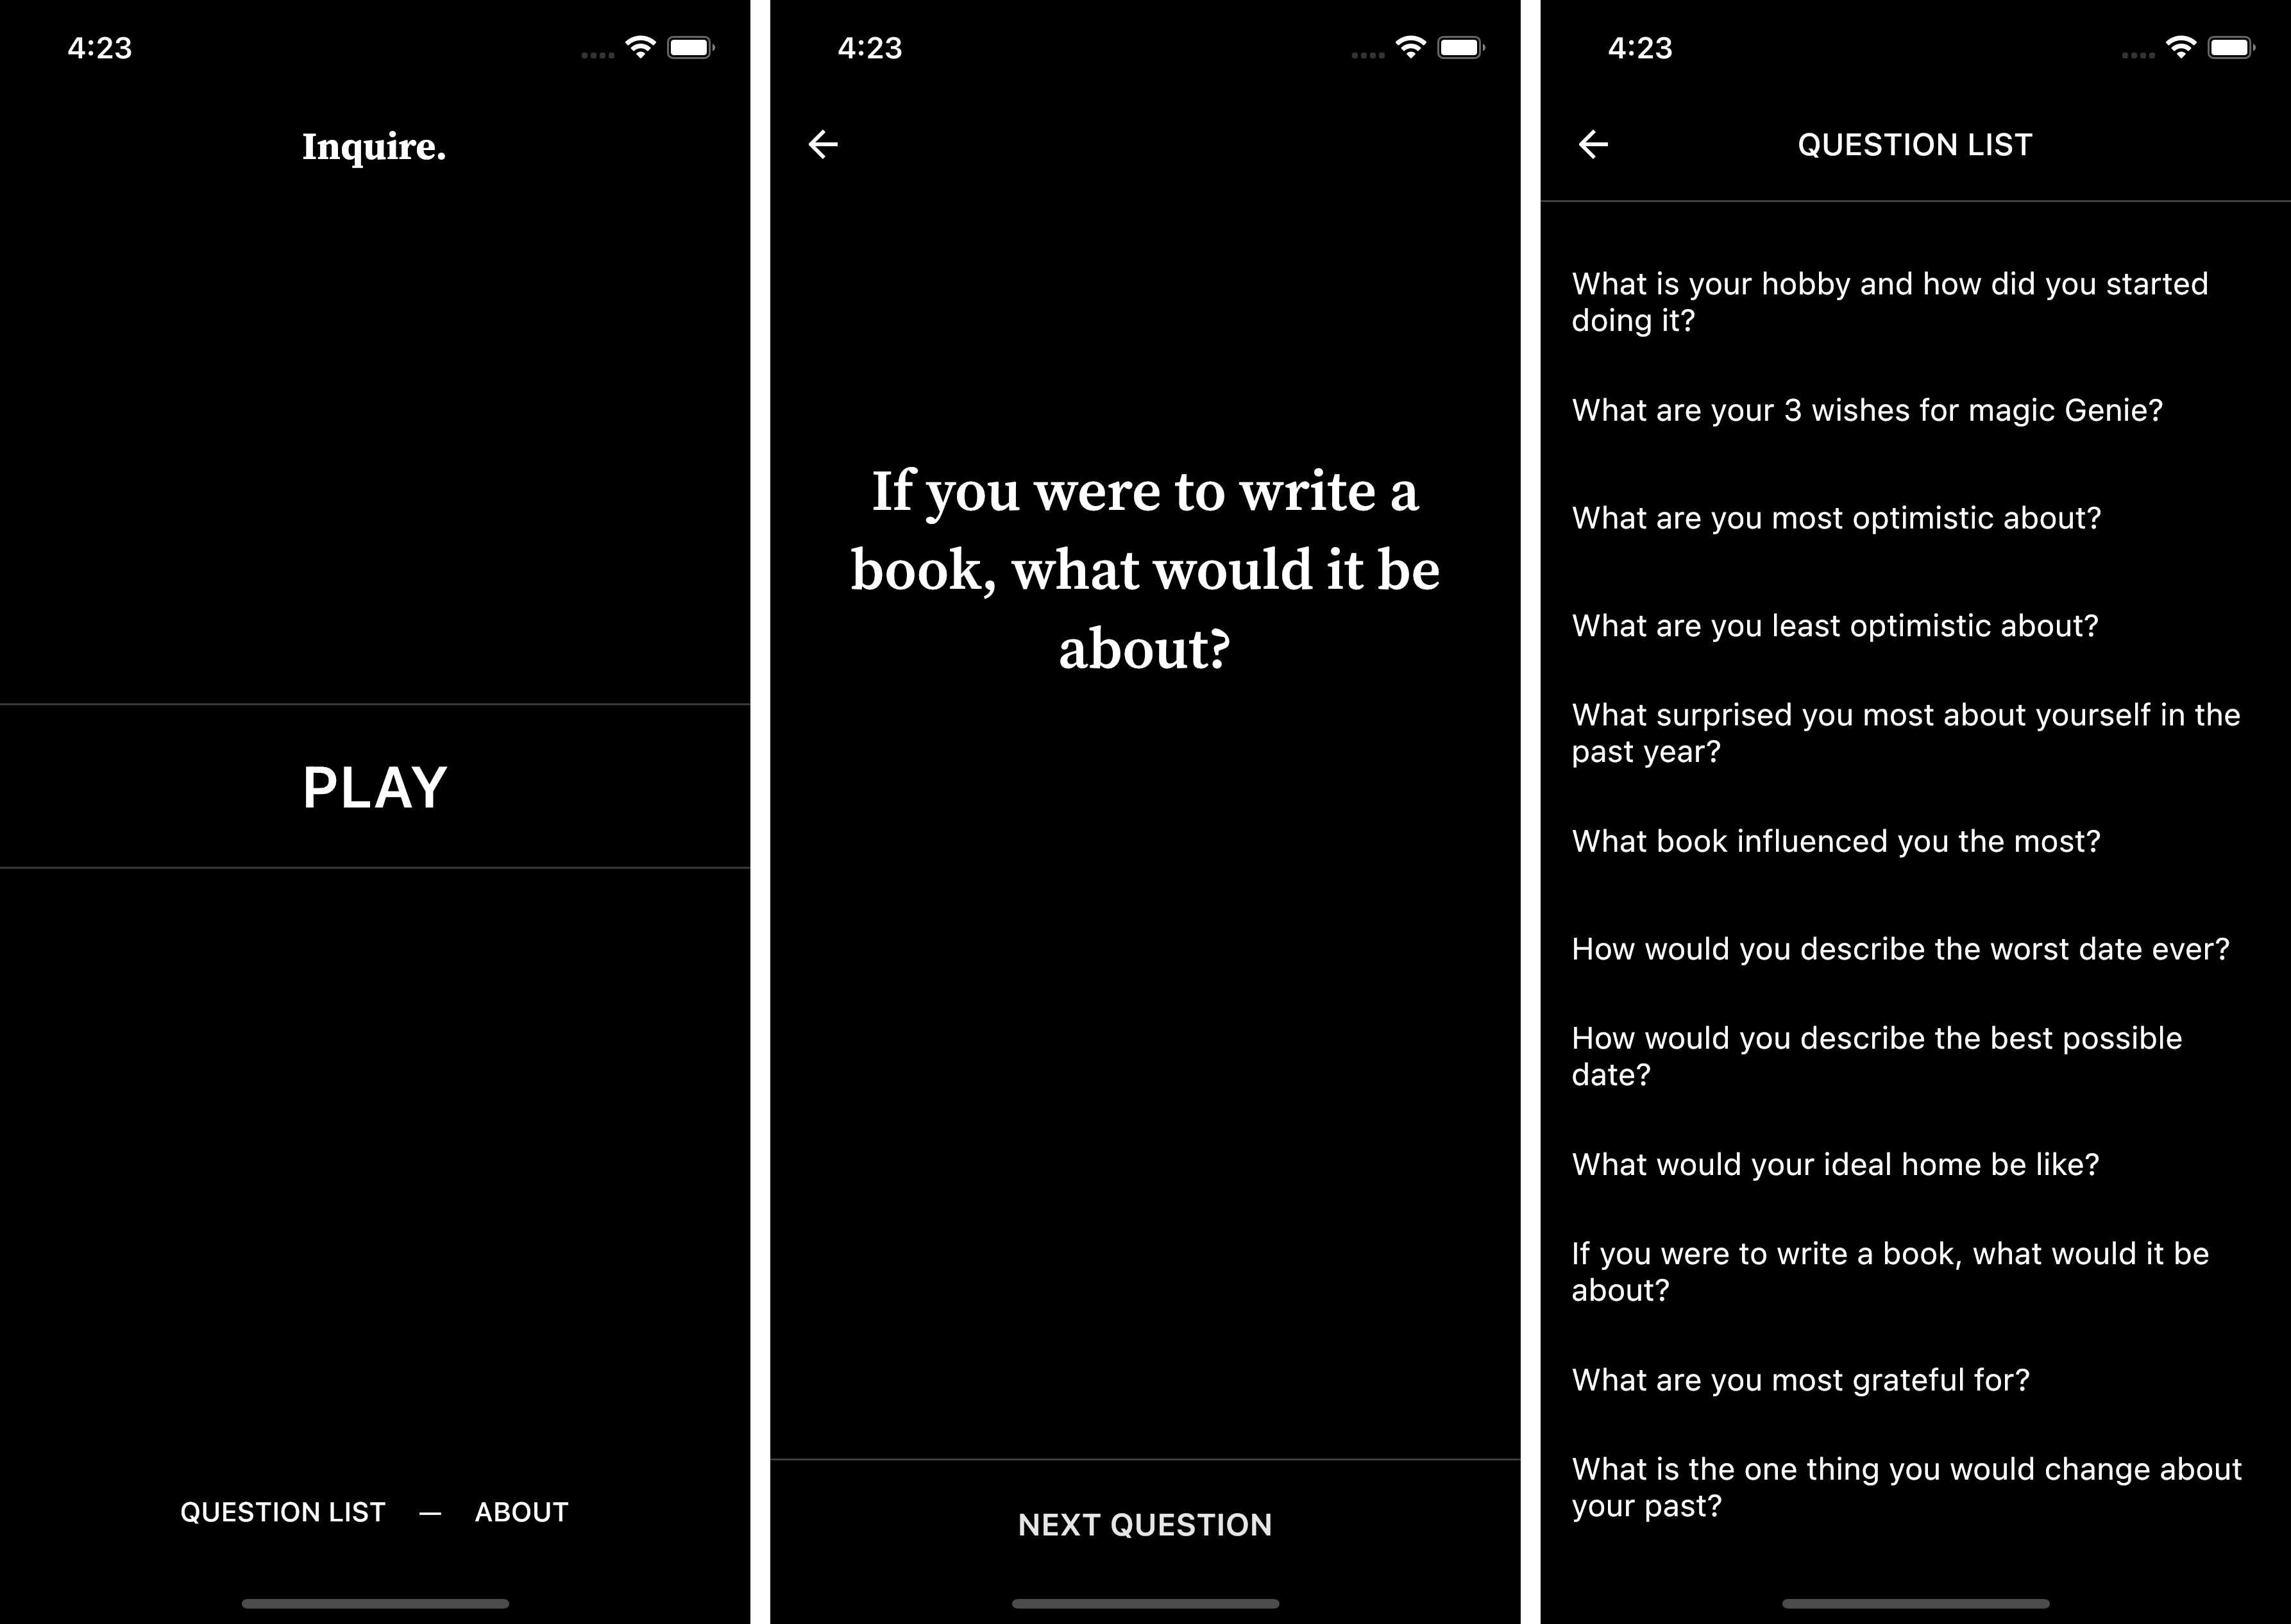 4:23
Inquire.
PLAY
QUESTION LIST — ABOUT
4:23
If you were to write a
book, what would it be
about?
NEXT QUESTION
4:23
QUESTION LIST
What is your hobby and how did you started
doing it?
What are your 3 wishes for magic Genie?
What are you most optimistic about?
What are you least optimistic about?
What surprised you most about yourself in the
past year?
What book influenced you the most?
How would you describe the worst date ever?
How would you describe the best possible
date?
What would your ideal home be like?
If you were to write a book, what would it be
about?
What are you most grateful for?
What is the one thing you would change about
your past?